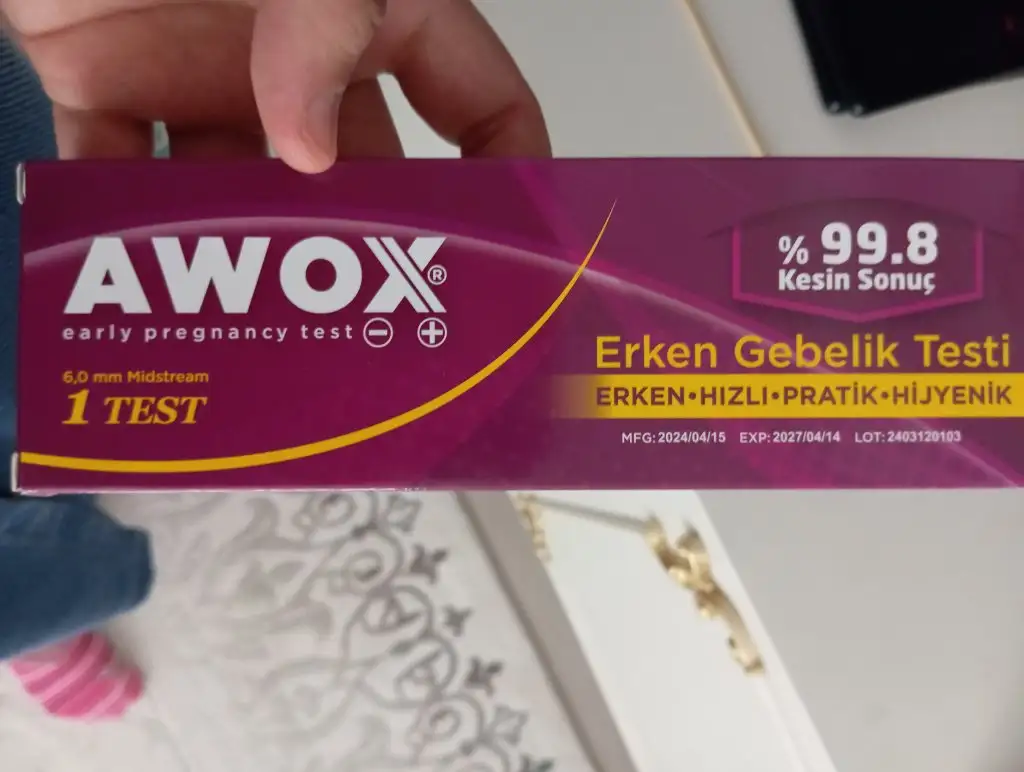 AWOX®
early pregnancy test - +
6,0 mm Midstream
1 TEST
% 99.8
Kesin Sonuç
Erken Gebelik Testi
ERKEN•HIZLI•PRATİK•HİJYENİK
MFG: 2024/04/15 EXP: 2027/04/14 LOT: 2403120103